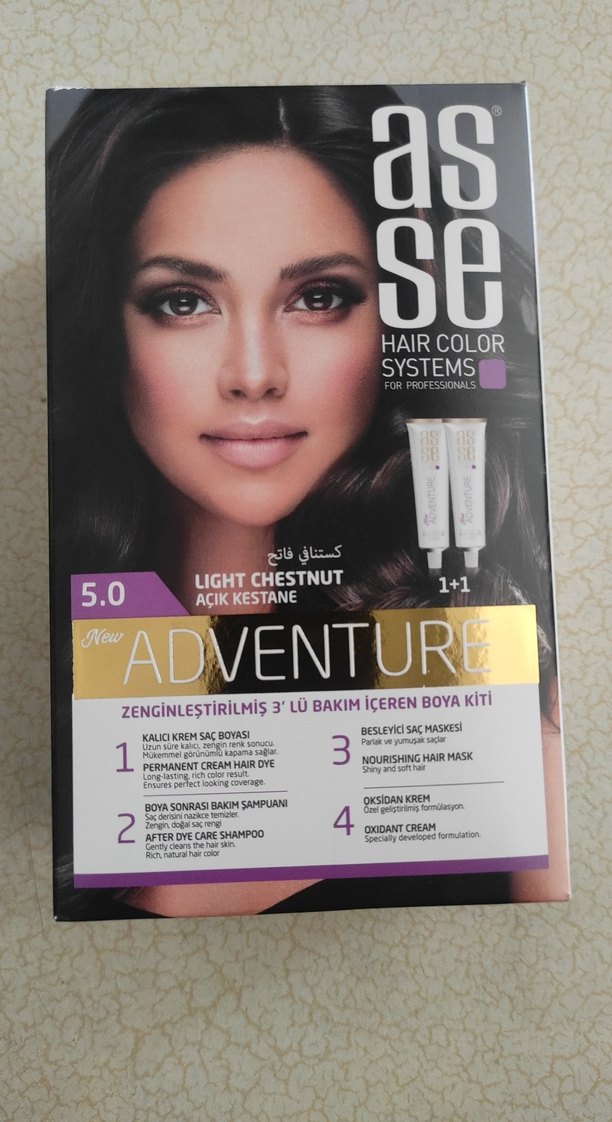 as
se®
HAIR COLOR
SYSTEMS
FOR PROFESSIONALS
as
se
New
ADVENTURE
as
se
New
ADVENTURE
1+1
كستنافي فاتح
5.0
LIGHT CHESTNUT
AÇIK KESTANE
New
ADVENTURE
ZENGİNLEŞTİRİLMİŞ 3' LÜ BAKIM İÇEREN BOYA KİTİ
1
KALICI KREM SAÇ BOYASI
Uzun süre kalıcı, zengin renk sonucu.
Mükemmel görünümlü kapama sağlar.
PERMANENT CREAM HAIR DYE
Long-lasting, rich color result.
Ensures perfect looking coverage.
2
BOYA SONRASI BAKIM ŞAMPUANI
Saç derisini nazikce temizler.
Zengin, doğal saç rengi
AFTER DYE CARE SHAMPOO
Gently cleans the hair skin.
Rich, natural hair color
3
BESLEYİCİ SAÇ MASKESİ
Parlak ve yumuşak saçlar
NOURISHING HAIR MASK
Shiny and soft hair
4
OKSİDAN KREM
Özel geliştirilmiş formülasyon.
OXIDANT CREAM
Specially developed formulation.